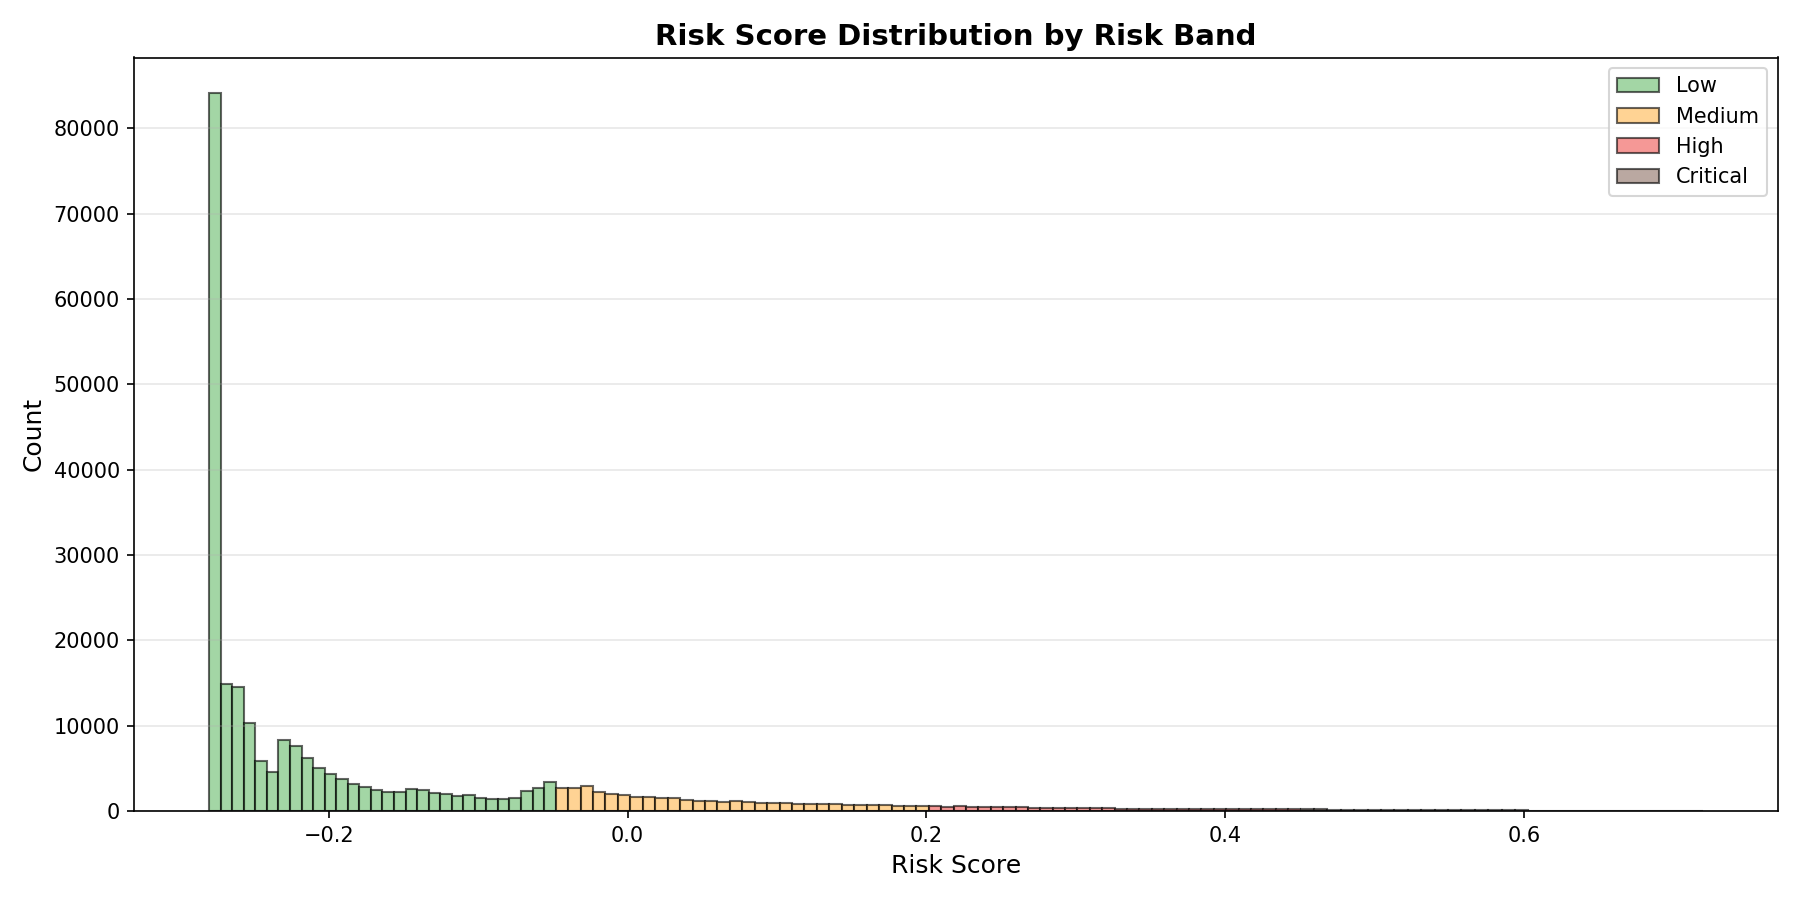 Risk Score Distribution by Risk Band
Low
Medium
High
Critical
80000
70000
60000
50000
40000
30000
20000
10000
0
Count
−0.2
0.0
0.2
0.4
0.6
Risk Score